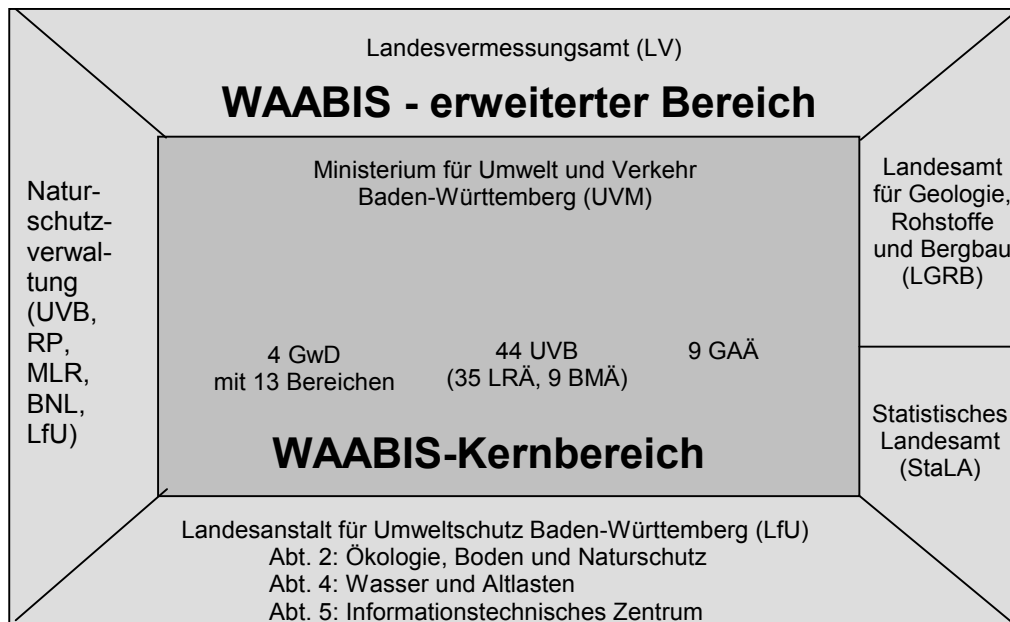 Landesvermessungsamt (LV)
WAABIS - erweiterter Bereich
Ministerium für Umwelt und Verkehr
Baden-Württemberg (UVM)
Natur-
schutz-
verwal-
tung
(UVB,
RP,
MLR,
BNL,
LfU)
Landesamt
für Geologie,
Rohstoffe
und Bergbau
(LGRB)
4 GwD
mit 13 Bereichen
44 UVB
(35 LRÄ, 9 BMÄ)
9 GAÄ
Statistisches
Landesamt
(StaLA)
WAABIS-Kernbereich
Landesanstalt für Umweltschutz Baden-Württemberg (LfU)
Abt. 2: Ökologie, Boden und Naturschutz
Abt. 4: Wasser und Altlasten
Abt. 5: Informationstechnisches Zentrum